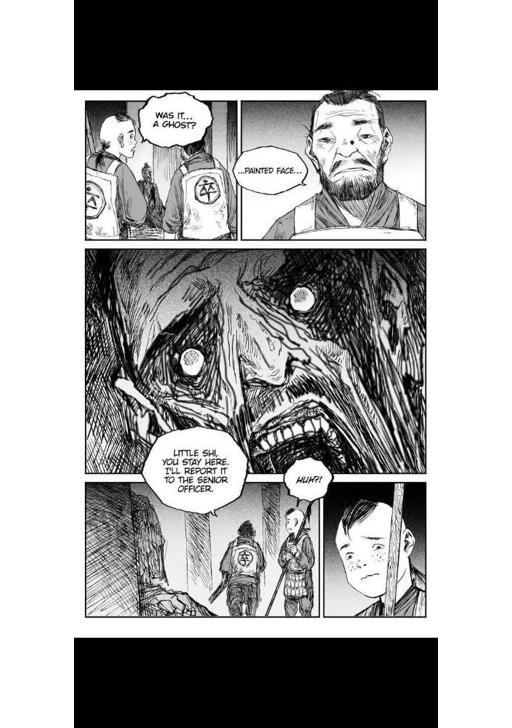 WAS IT...
A GHOST?
...PAINTED FACE...
LITTLE SHI,
YOU STAY HERE.
I'LL REPORT IT
TO THE SENIOR
OFFICER.
HUH?!